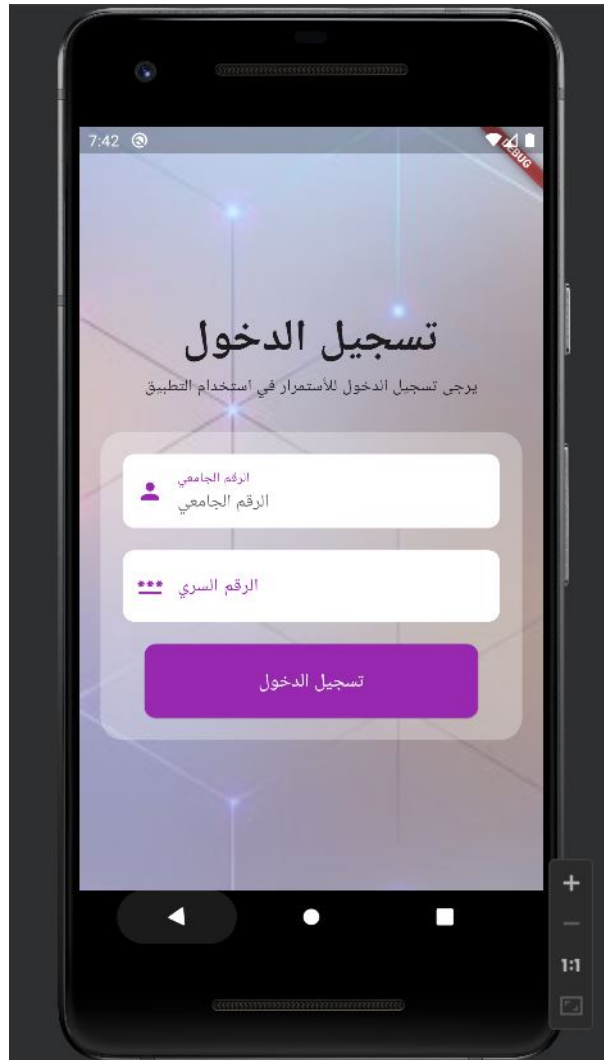 7:42
DEBUG
تسجيل الدخول
يرجى تسجيل الدخول للأستمرار في استخدام التطبيق
الرقم الجامعي
الرقم الجامعي
الرقم السري
تسجيل الدخول
1:1